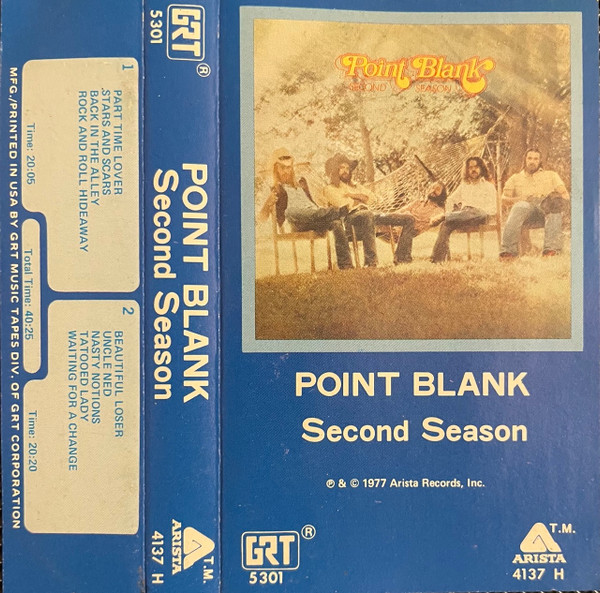 1
PART TIME LOVER
STARS AND SCARS
BACK IN THE ALLEY
ROCK AND ROLL HIDEAWAY
Time: 20:05
Total Time: 40:25
2
BEAUTIFUL LOSER
UNCLE NED
NASTY NOTIONS
TATOOED LADY
WAITING FOR A CHANGE
Time: 20:20
MFG./PRINTED IN USA BY GRT MUSIC TAPES DIV. OF GRT CORPORATION
GRT ®
5301
POINT BLANK
Second Season
T.M.
ARISTA
4137 H
Point Blank
SECOND SEASON
POINT BLANK
Second Season
℗ & © 1977 Arista Records, Inc.
GRT ®
5301
T.M.
ARISTA
4137 H